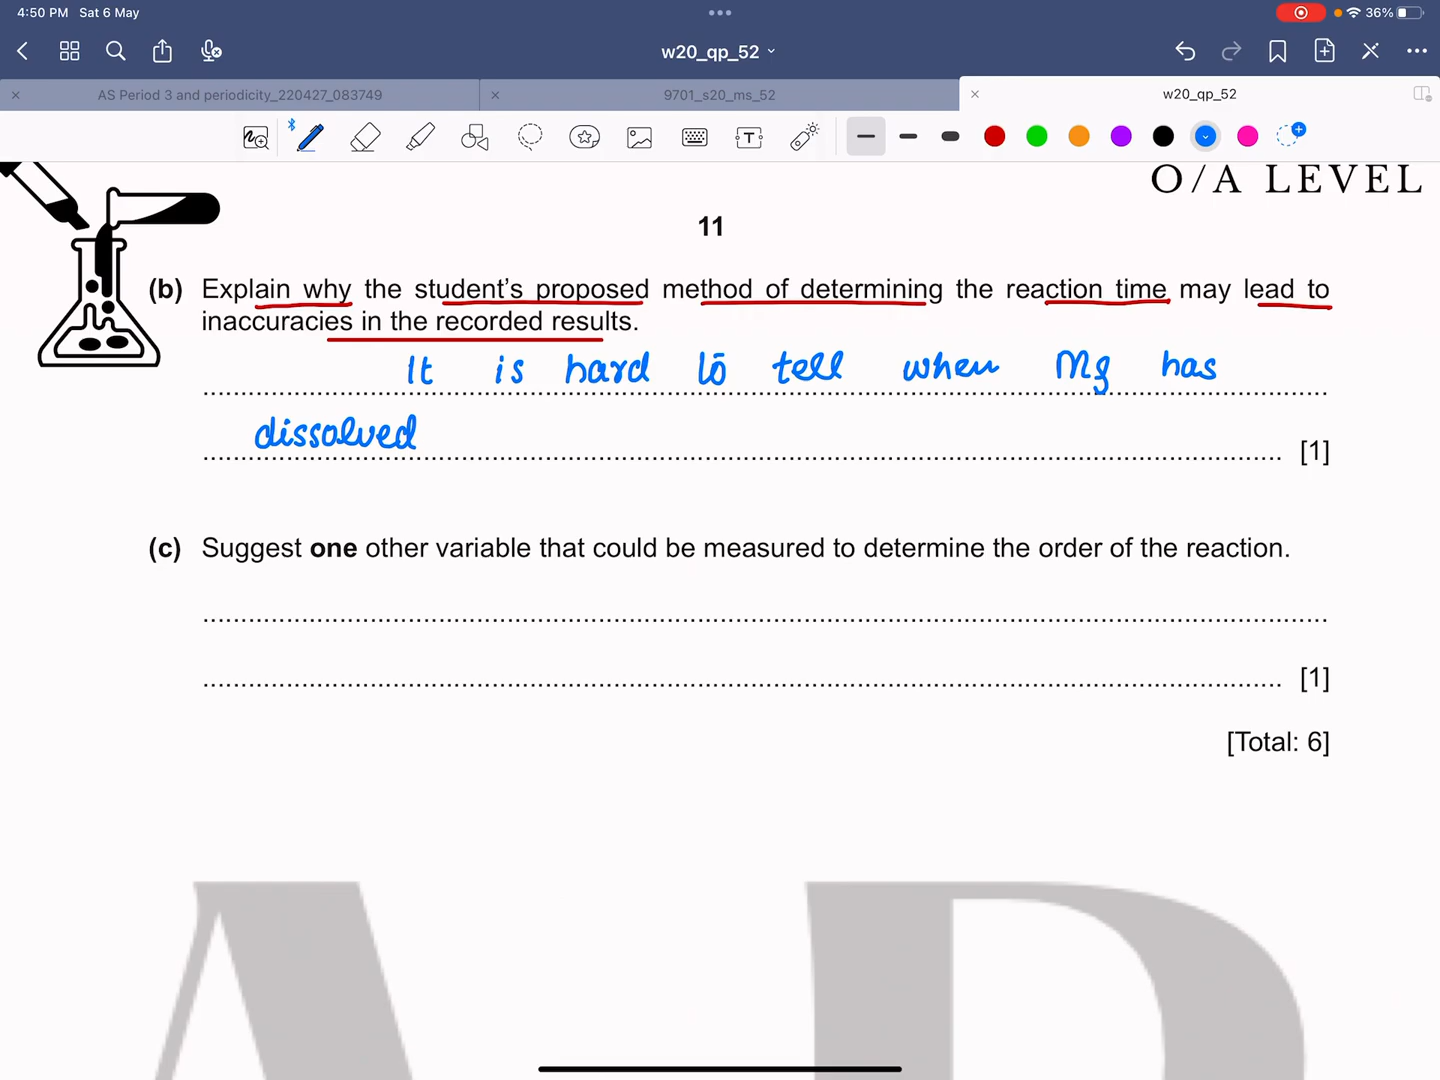 4:50 PM Sat 6 May
36%
w20_qp_52
AS Period 3 and periodicity_220427_083749
9701_s20_ms_52
w20_qp_52
O/A LEVEL
11
(b) Explain why the student's proposed method of determining the reaction time may lead to
inaccuracies in the recorded results.
It is hard to tell when Mg has
dissolved
[1]
(c) Suggest one other variable that could be measured to determine the order of the reaction.
[1]
[Total: 6]